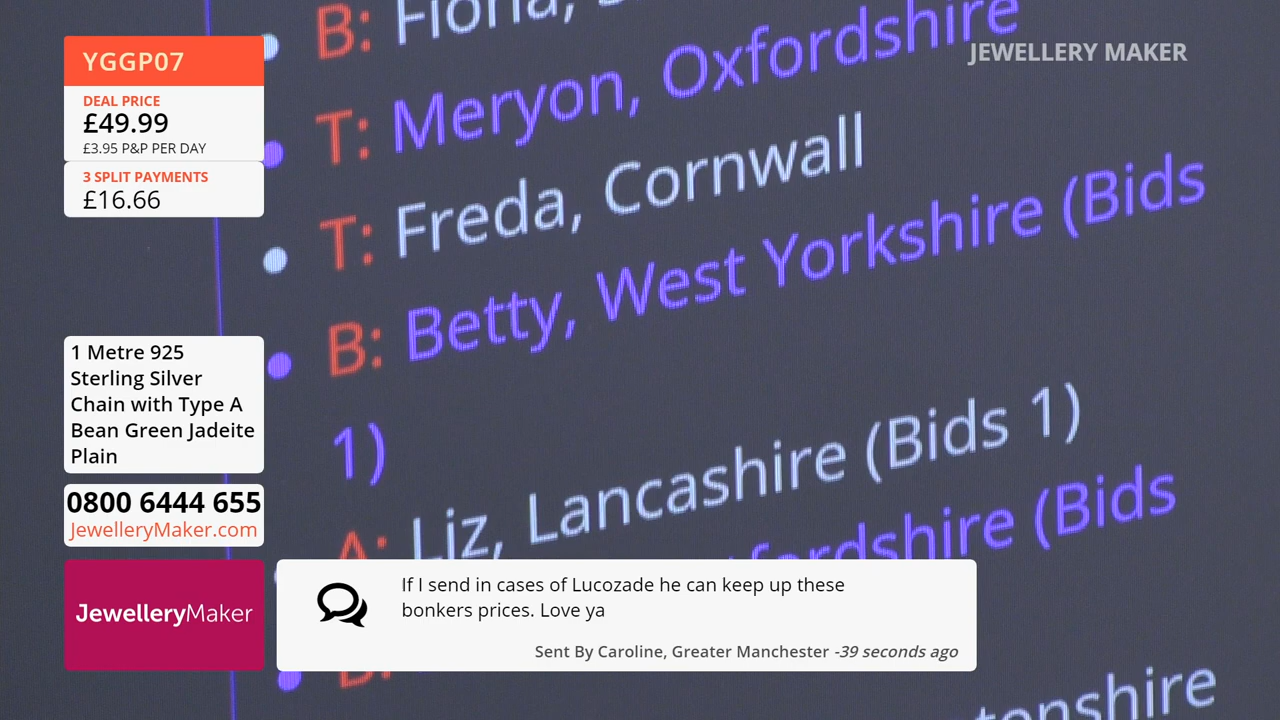 B: Fiona,
JEWELLERY MAKER
T: Meryon, Oxfordshire
T: Freda, Cornwall
B: Betty, West Yorkshire (Bids
1)
A: Liz, Lancashire (Bids 1)
(Bids
YGGP07
DEAL PRICE
£49.99
£3.95 P&P PER DAY
3 SPLIT PAYMENTS
£16.66
1 Metre 925
Sterling Silver
Chain with Type A
Bean Green Jadeite
Plain
0800 6444 655
JewelleryMaker.com
JewelleryMaker
If I send in cases of Lucozade he can keep up these
bonkers prices. Love ya
Sent By Caroline, Greater Manchester -39 seconds ago